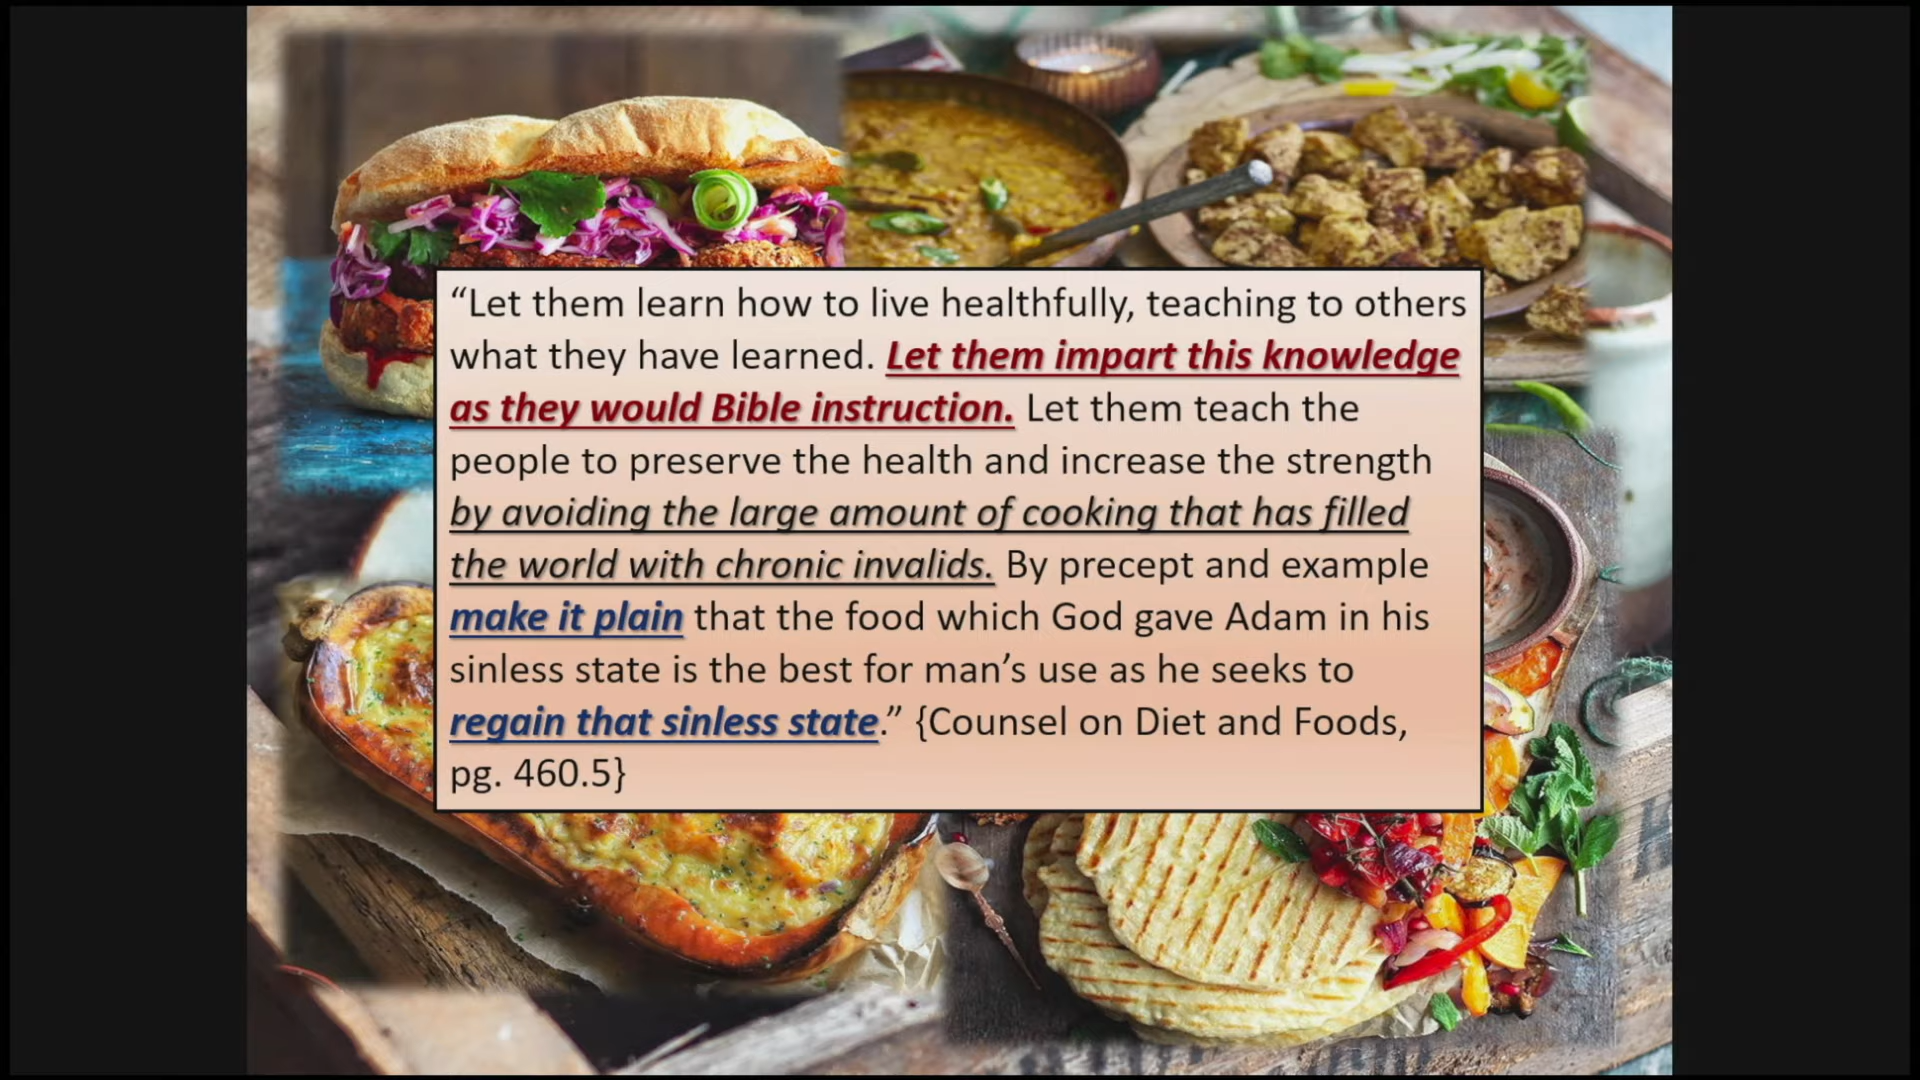 “Let them learn how to live healthfully, teaching to others
what they have learned. Let them impart this knowledge
as they would Bible instruction. Let them teach the
people to preserve the health and increase the strength
by avoiding the large amount of cooking that has filled
the world with chronic invalids. By precept and example
make it plain that the food which God gave Adam in his
sinless state is the best for man’s use as he seeks to
regain that sinless state.” {Counsel on Diet and Foods,
pg. 460.5}